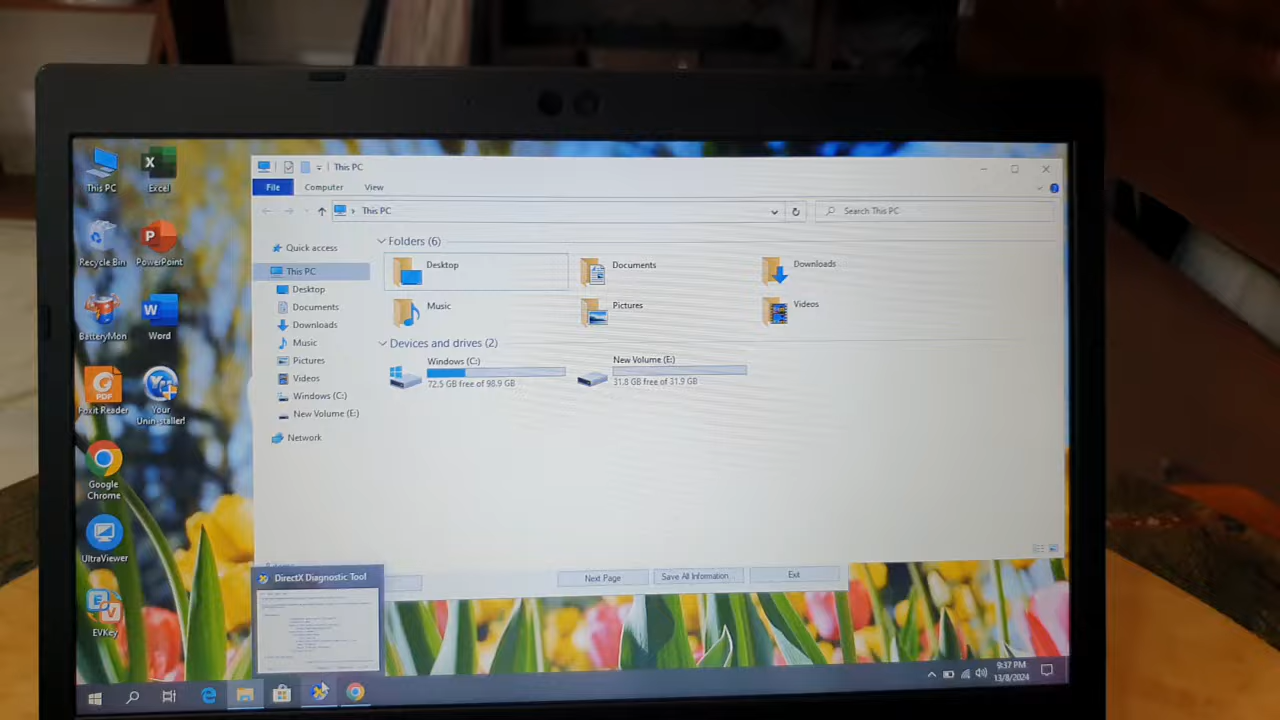 This PC
Excel
Recycle Bin
PowerPoint
BatteryMon
Word
Foxit Reader
Your Unin-staller!
Google Chrome
UltraViewer
EVKey
This PC
File Computer View
This PC
Search This PC
Quick access
This PC
Desktop
Documents
Downloads
Music
Pictures
Videos
Windows (C:)
New Volume (E:)
Network
Folders (6)
Desktop
Documents
Downloads
Music
Pictures
Videos
Devices and drives (2)
Windows (C:)
72.5 GB free of 98.9 GB
New Volume (E:)
31.8 GB free of 31.9 GB
DirectX Diagnostic Tool
Next Page
Save All Information...
Exit
9:37 PM
13/8/2024